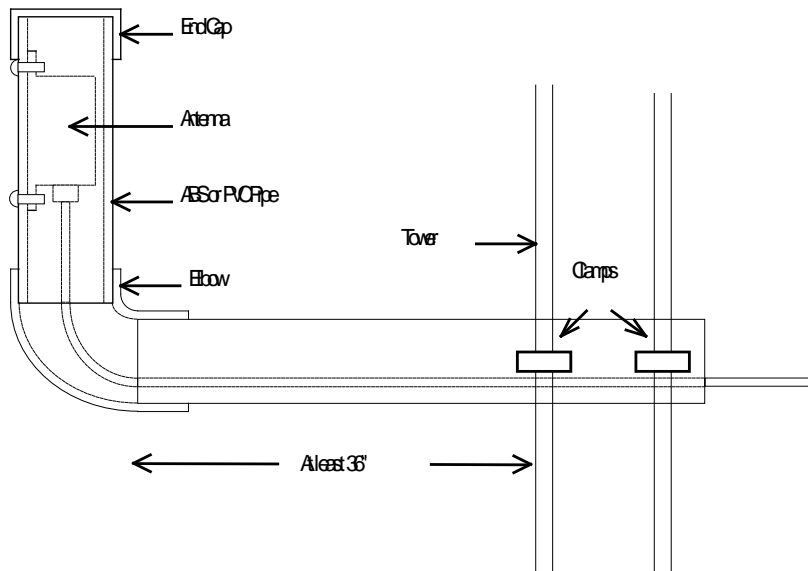 End Cap
Antenna
ABS or PVC Pipe
Tower
Clamps
Elbow
At least 36"